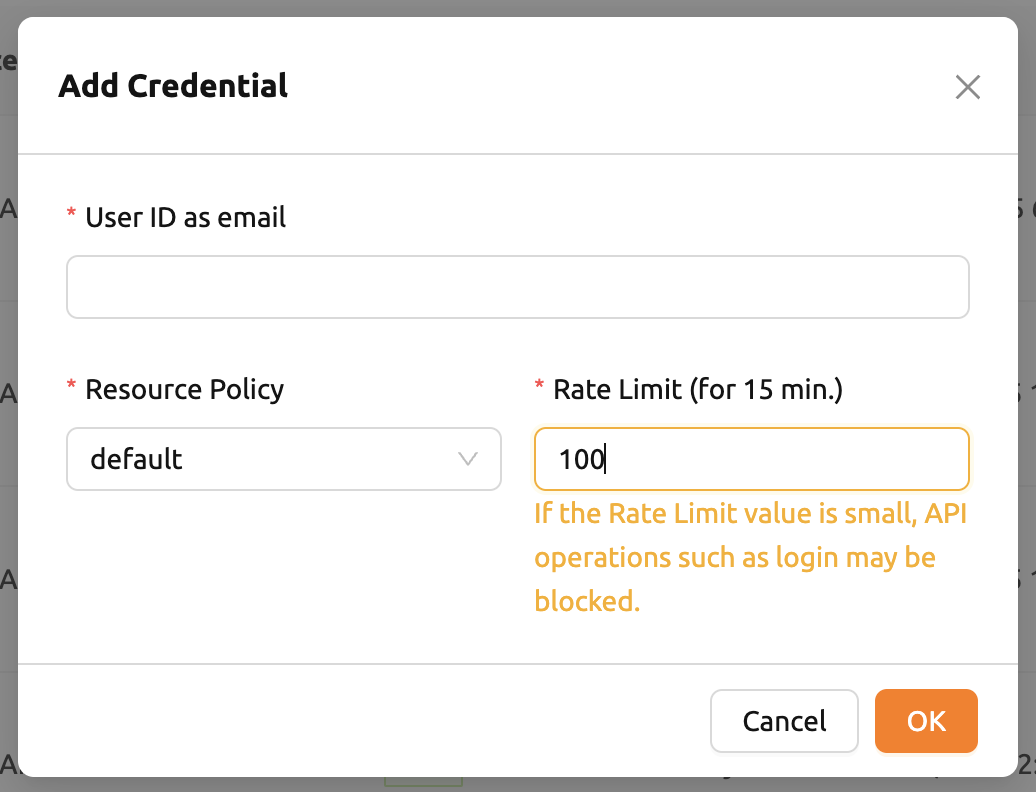 Add Credential
* User ID as email
* Resource Policy
* Rate Limit (for 15 min.)
default
100
If the Rate Limit value is small, API
operations such as login may be
blocked.
Cancel
OK